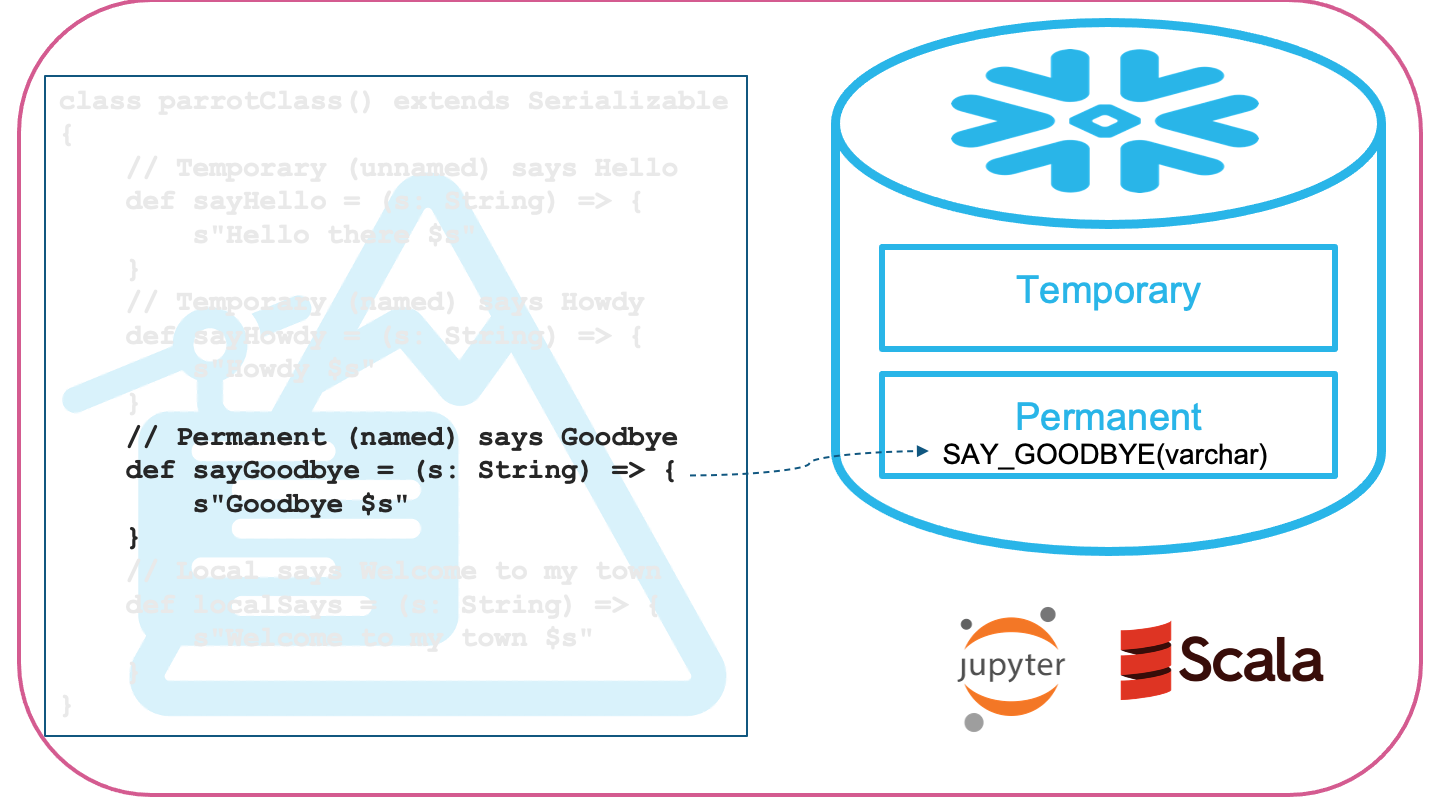 class parrotClass() extends Serializable
{
// Temporary (unnamed) says Hello
def sayHello = (s: String) => {
s"Hello there $s"
}
// Temporary (named) says Howdy
def sayHowdy = (s: String) => {
s"Howdy $s"
}
// Permanent (named) says Goodbye
def sayGoodbye = (s: String) => {
s"Goodbye $s"
}
// Local says Welcome to my town
def localSays = (s: String) => {
s"Welcome to my town $s"
}
}
Temporary
Permanent
SAY_GOODBYE(varchar)
jupyter
Scala